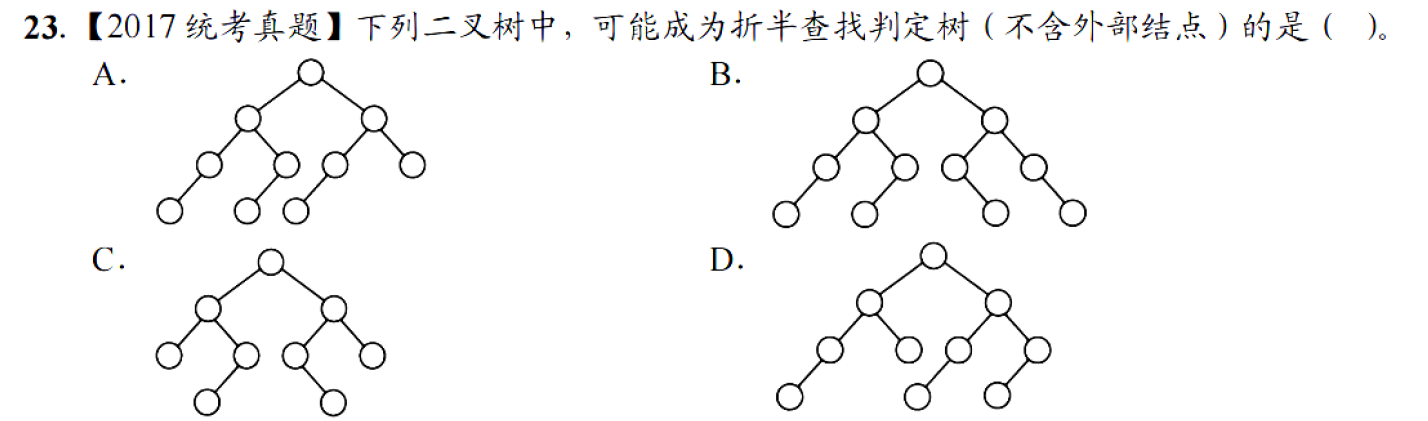 23. 【2017 统考真题】下列二叉树中，可能成为折半查找判定树（不含外部结点）的是（ ）。
A. B.
C. D.